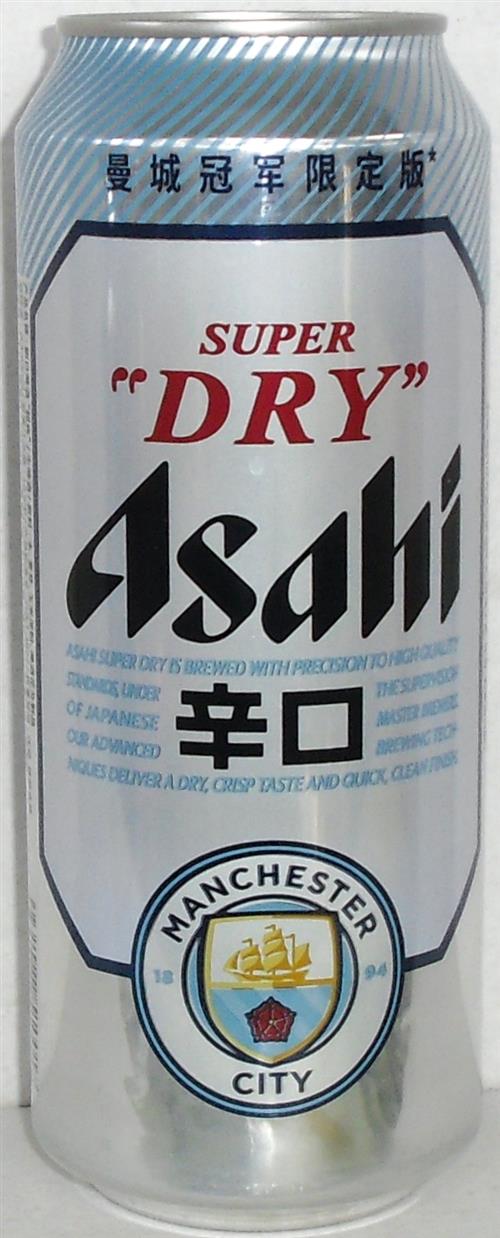 曼城冠军限定版*
SUPER
"DRY"
Asahi
ASAHI SUPER DRY IS BREWED WITH PRECISION TO HIGH QUALITY
STANDARDS, UNDER THE SUPERVISION
OF JAPANESE MASTER BREWERS.
OUR ADVANCED BREWING TECH
NIQUES DELIVER A DRY, CRISP TASTE AND QUICK, CLEAN FINISH.
辛口
MANCHESTER
18 94
CITY